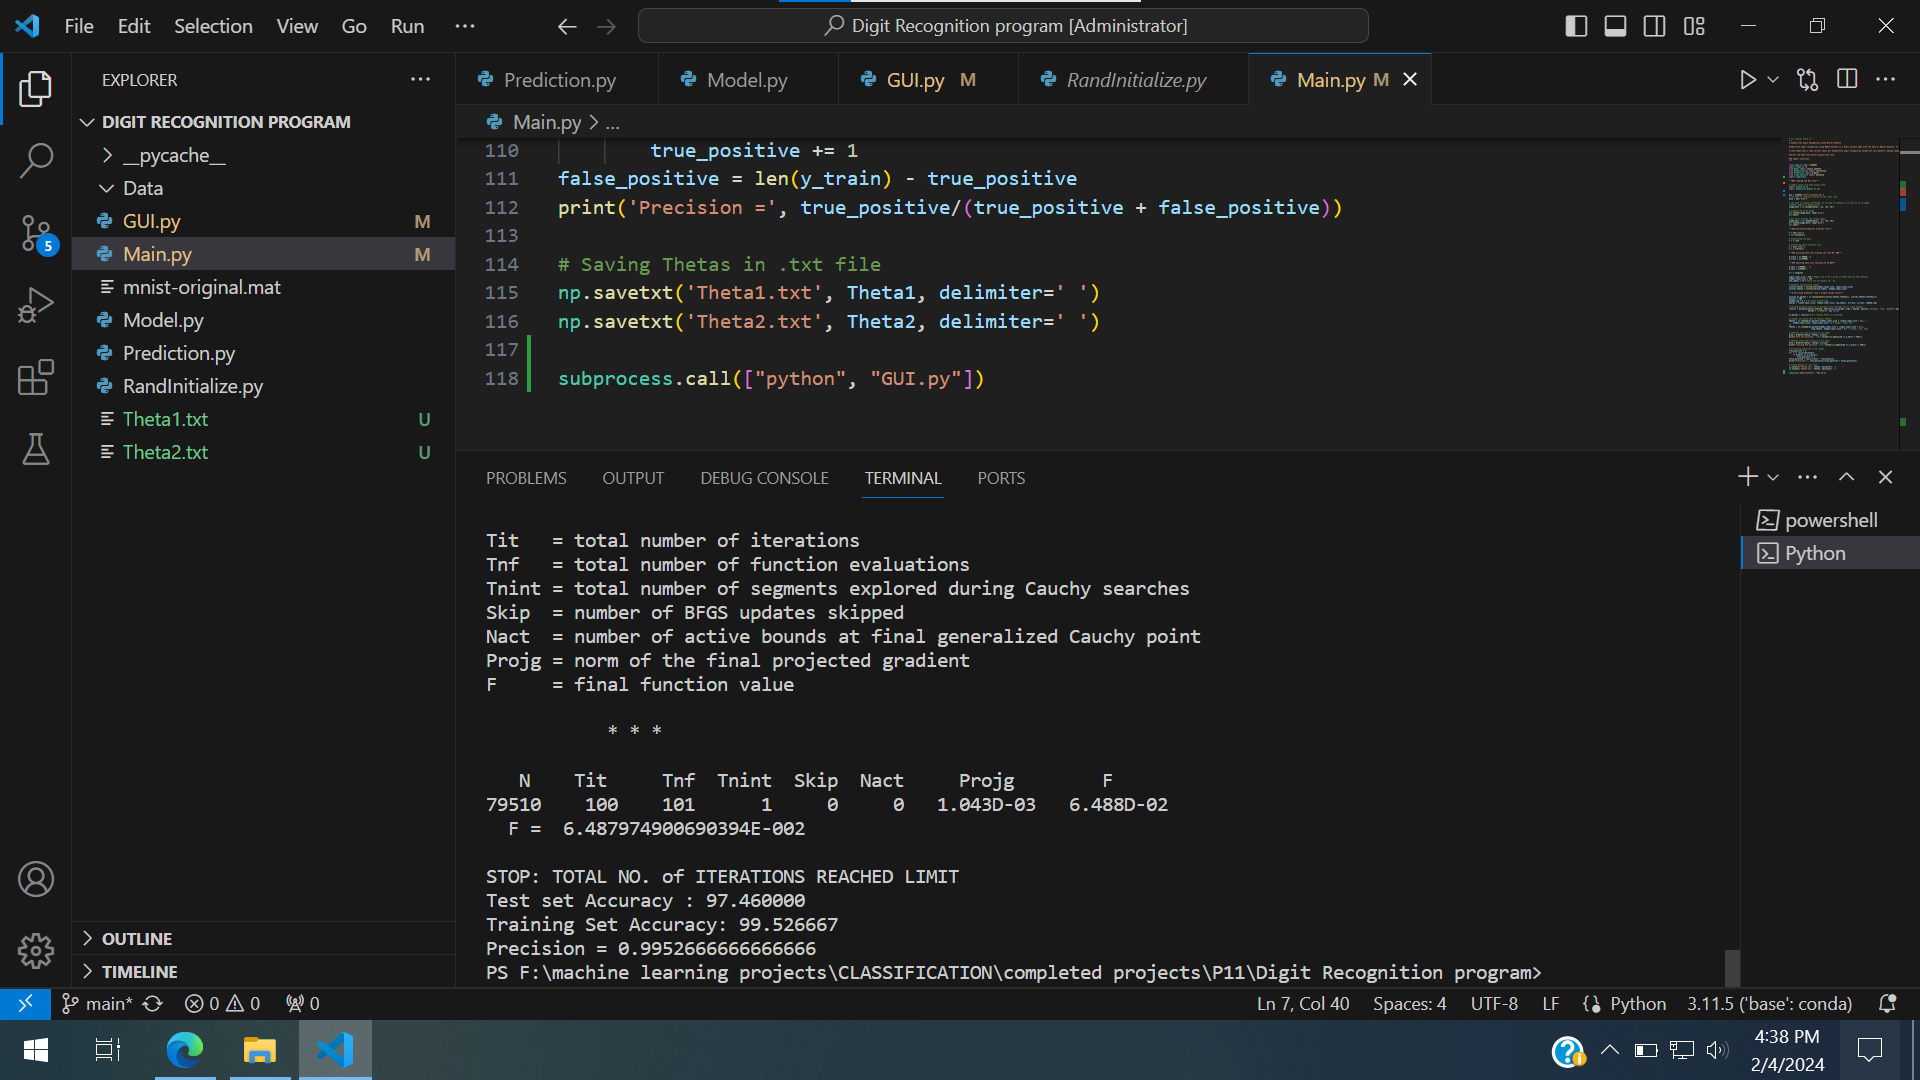 File Edit Selection View Go Run ···
Digit Recognition program [Administrator]
EXPLORER
Prediction.py
Model.py
GUI.py M
RandInitialize.py
Main.py M
DIGIT RECOGNITION PROGRAM
__pycache__
Data
GUI.py M
Main.py M
mnist-original.mat
Model.py
Prediction.py
RandInitialize.py
Theta1.txt U
Theta2.txt U
5
OUTLINE
TIMELINE
Main.py > ...
110 true_positive += 1
111 false_positive = len(y_train) - true_positive
112 print('Precision =', true_positive/(true_positive + false_positive))
113
114 # Saving Thetas in .txt file
115 np.savetxt('Theta1.txt', Theta1, delimiter=' ')
116 np.savetxt('Theta2.txt', Theta2, delimiter=' ')
117
118 subprocess.call(["python", "GUI.py"])
PROBLEMS OUTPUT DEBUG CONSOLE TERMINAL PORTS
powershell
Python
Tit   = total number of iterations
Tnf   = total number of function evaluations
Tnint = total number of segments explored during Cauchy searches
Skip  = number of BFGS updates skipped
Nact  = number of active bounds at final generalized Cauchy point
Projg = norm of the final projected gradient
F     = final function value
* * *
N    Tit     Tnf  Tnint  Skip  Nact     Projg        F
79510    100    101      1     0     0   1.043D-03   6.488D-02
F =  6.487974900690394E-002
STOP: TOTAL NO. of ITERATIONS REACHED LIMIT
Test set Accuracy : 97.460000
Training Set Accuracy: 99.526667
Precision = 0.9952666666666666
PS F:\machine learning projects\CLASSIFICATION\completed projects\P11\Digit Recognition program>
main* 0 0 0
Ln 7, Col 40 Spaces: 4 UTF-8 LF Python 3.11.5 ('base': conda)
4:38 PM
2/4/2024